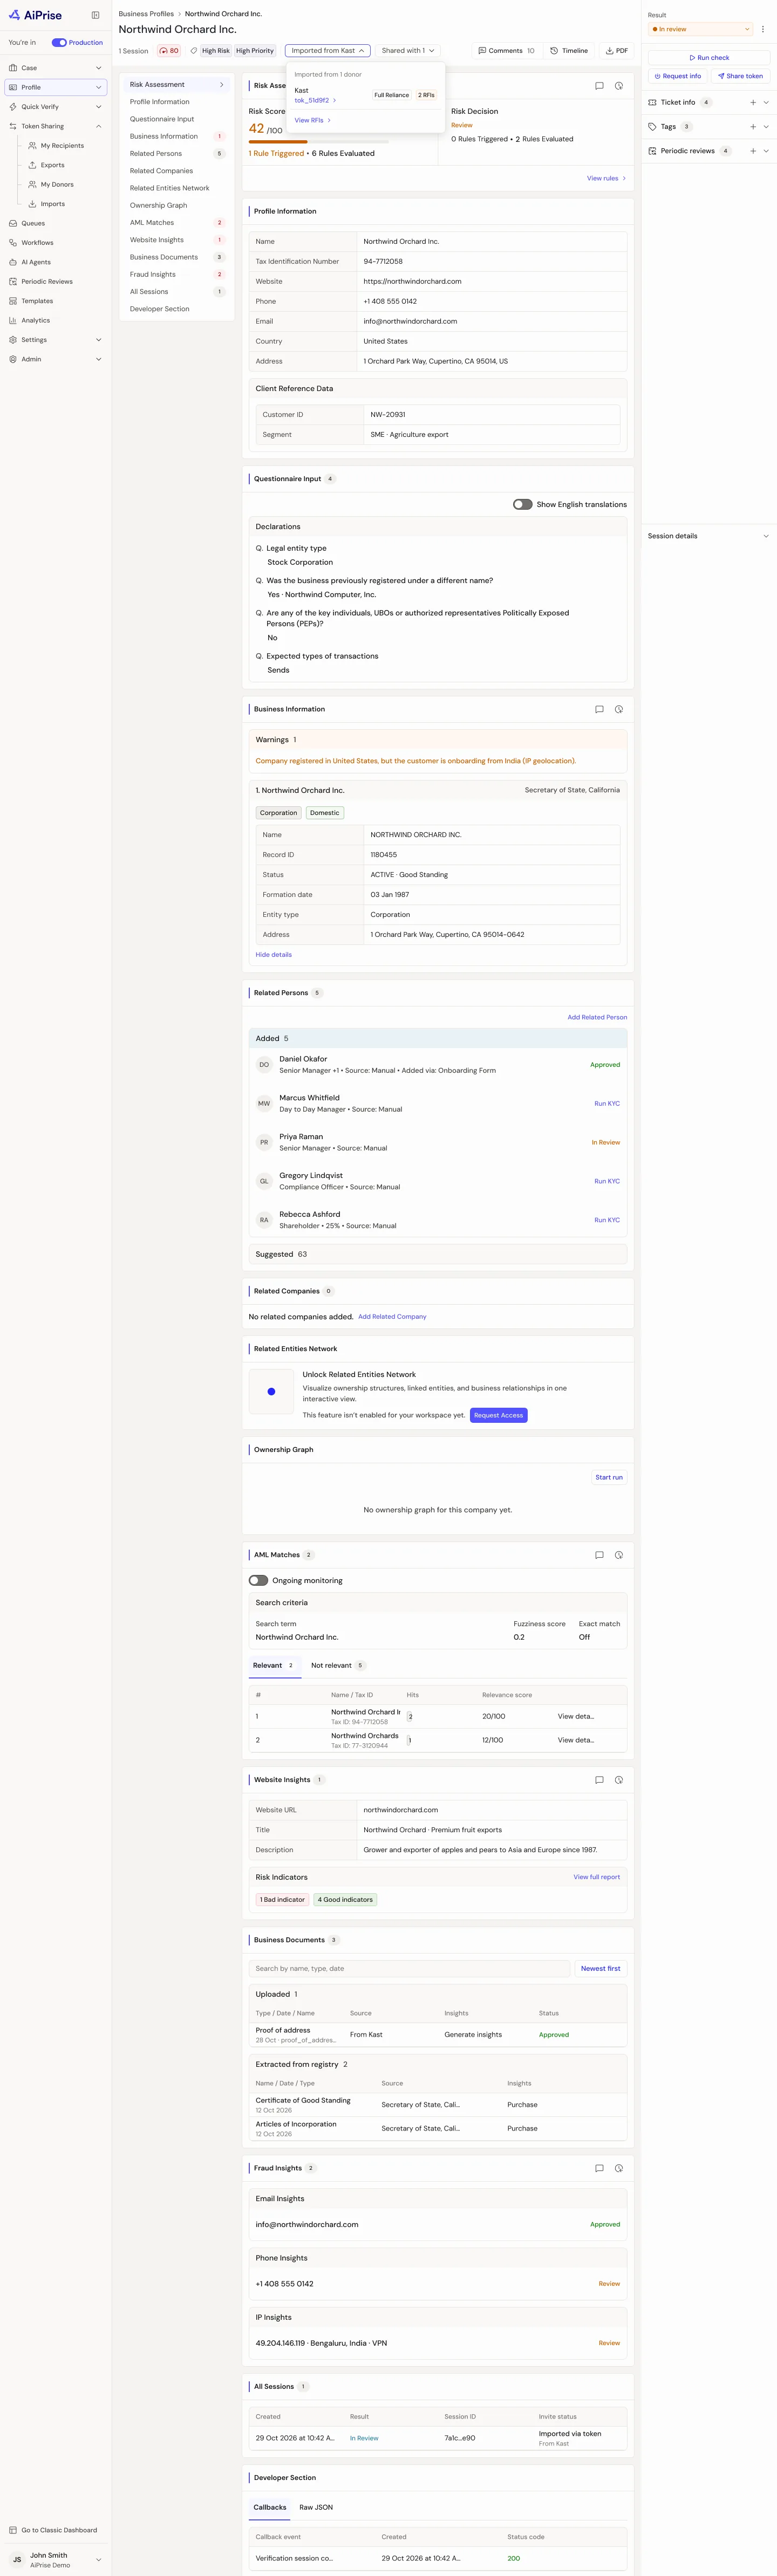 AiPrise
You're in
Production
Case
Profile
Quick Verify
Token Sharing
My Recipients
Exports
My Donors
Imports
Queues
Workflows
AI Agents
Periodic Reviews
Templates
Analytics
Settings
Admin
Go to Classic Dashboard
JS
John Smith
AiPrise Demo
Business Profiles > Northwind Orchard Inc.
Northwind Orchard Inc.
1 Session
80
High Risk
High Priority
Imported from Kast
Shared with 1
Comments 10
Timeline
PDF
Imported from 1 donor
Kast
tok_51d9f2 >
Full Reliance
2 RFIs
View RFIs >
Risk Assessment
Profile Information
Questionnaire Input
Business Information 1
Related Persons 5
Related Companies
Related Entities Network
Ownership Graph
AML Matches 2
Website Insights 1
Business Documents 3
Fraud Insights 2
All Sessions 1
Developer Section
Risk Asse
Risk Score
42 /100
1 Rule Triggered • 6 Rules Evaluated
Risk Decision
Review
0 Rules Triggered • 2 Rules Evaluated
View rules >
Profile Information
Name Northwind Orchard Inc.
Tax Identification Number 94-7712058
Website https://northwindorchard.com
Phone +1 408 555 0142
Email info@northwindorchard.com
Country United States
Address 1 Orchard Park Way, Cupertino, CA 95014, US
Client Reference Data
Customer ID NW-20931
Segment SME · Agriculture export
Questionnaire Input 4
Show English translations
Declarations
Q. Legal entity type
Stock Corporation
Q. Was the business previously registered under a different name?
Yes · Northwind Computer, Inc.
Q. Are any of the key individuals, UBOs or authorized representatives Politically Exposed
Persons (PEPs)?
No
Q. Expected types of transactions
Sends
Business Information
Warnings 1
Company registered in United States, but the customer is onboarding from India (IP geolocation).
1. Northwind Orchard Inc.
Secretary of State, California
Corporation
Domestic
Name NORTHWIND ORCHARD INC.
Record ID 1180455
Status ACTIVE · Good Standing
Formation date 03 Jan 1987
Entity type Corporation
Address 1 Orchard Park Way, Cupertino, CA 95014-0642
Hide details
Related Persons 5
Add Related Person
Added 5
DO
Daniel Okafor
Senior Manager +1 • Source: Manual • Added via: Onboarding Form
Approved
MW
Marcus Whitfield
Day to Day Manager • Source: Manual
Run KYC
PR
Priya Raman
Senior Manager • Source: Manual
In Review
GL
Gregory Lindqvist
Compliance Officer • Source: Manual
Run KYC
RA
Rebecca Ashford
Shareholder • 25% • Source: Manual
Run KYC
Suggested 63
Related Companies 0
No related companies added. Add Related Company
Related Entities Network
Unlock Related Entities Network
Visualize ownership structures, linked entities, and business relationships in one
interactive view.
This feature isn't enabled for your workspace yet. Request Access
Ownership Graph
Start run
No ownership graph for this company yet.
AML Matches 2
Ongoing monitoring
Search criteria
Search term Fuzziness score Exact match
Northwind Orchard Inc. 0.2 Off
Relevant 2
Not relevant 5
# Name / Tax ID Hits Relevance score
1 Northwind Orchard Ir 2 20/100 View deta...
Tax ID: 94-7712058
2 Northwind Orchards 1 12/100 View deta...
Tax ID: 77-3120944
Website Insights 1
Website URL northwindorchard.com
Title Northwind Orchard · Premium fruit exports
Description Grower and exporter of apples and pears to Asia and Europe since 1987.
Risk Indicators
View full report
1 Bad indicator
4 Good indicators
Business Documents 3
Search by name, type, date
Newest first
Uploaded 1
Type / Date / Name Source Insights Status
Proof of address From Kast Generate insights Approved
28 Oct · proof_of_addres...
Extracted from registry 2
Name / Date / Type Source Insights
Certificate of Good Standing Secretary of State, Cali... Purchase
12 Oct 2026
Articles of Incorporation Secretary of State, Cali... Purchase
12 Oct 2026
Fraud Insights 2
Email Insights
info@northwindorchard.com Approved
Phone Insights
+1 408 555 0142 Review
IP Insights
49.204.146.119 · Bengaluru, India · VPN Review
All Sessions 1
Created Result Session ID Invite status
29 Oct 2026 at 10:42 A... In Review 7a1c...e90 Imported via token
From Kast
Developer Section
Callbacks
Raw JSON
Callback event Created Status code
Verification session co... 29 Oct 2026 at 10:42 A... 200
Result
In review
Run check
Request info
Share token
Ticket info 4
Tags 3
Periodic reviews 4
Session details